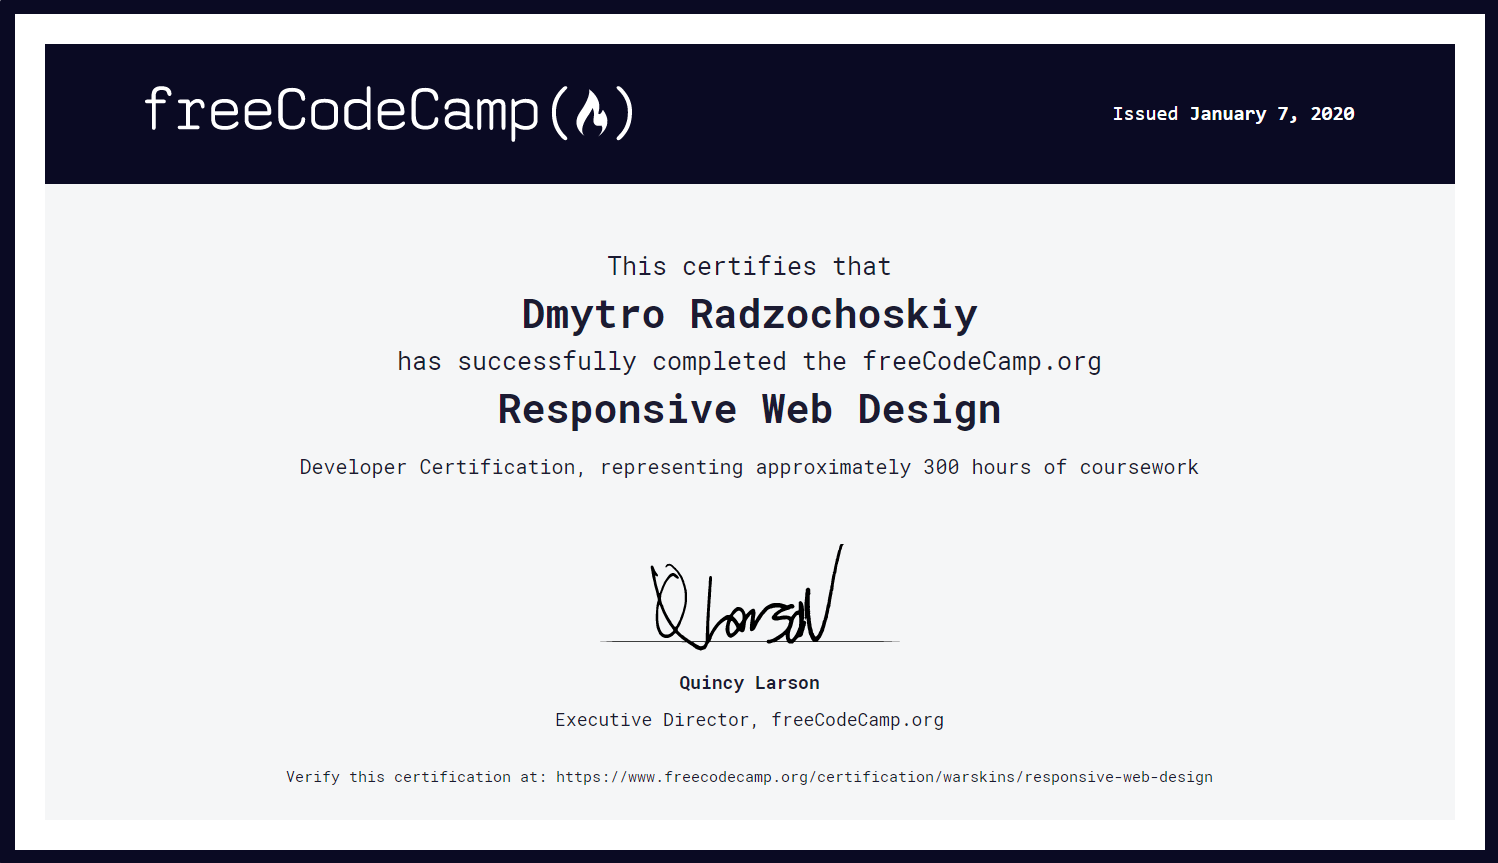 freeCodeCamp(🔥)
Issued January 7, 2020
This certifies that
Dmytro Radzochoskiy
has successfully completed the freeCodeCamp.org
Responsive Web Design
Developer Certification, representing approximately 300 hours of coursework
Q Larson
Quincy Larson
Executive Director, freeCodeCamp.org
Verify this certification at: https://www.freecodecamp.org/certification/warskins/responsive-web-design